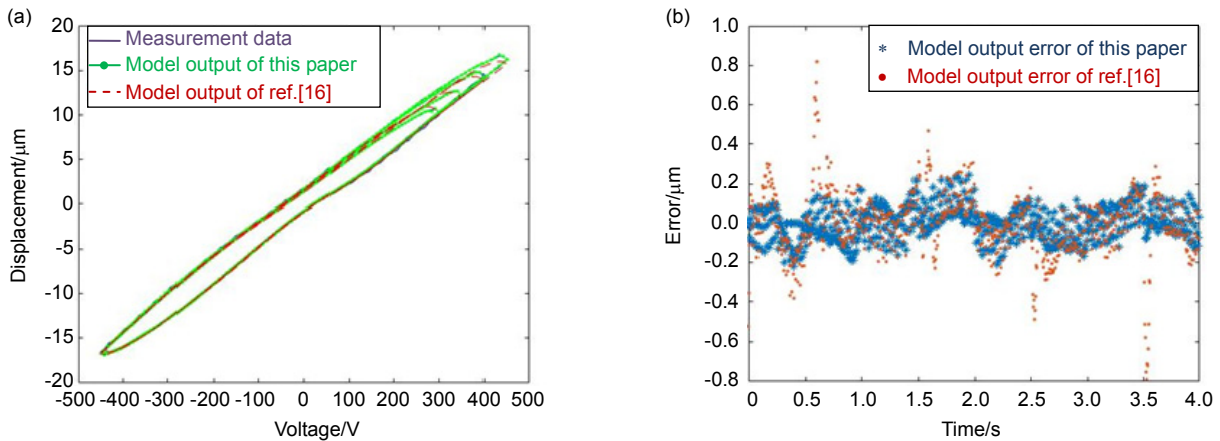 (a)
20
15
10
5
0
-5
-10
-15
-20
Displacement/μm
Measurement data
Model output of this paper
Model output of ref.[16]
-500 -400 -300 -200 -100 0 100 200 300 400 500
Voltage/V
(b)
1.0
0.8
0.6
0.4
0.2
0.0
-0.2
-0.4
-0.6
-0.8
Error/μm
Model output error of this paper
Model output error of ref.[16]
0 0.5 1.0 1.5 2.0 2.5 3.0 3.5 4.0
Time/s